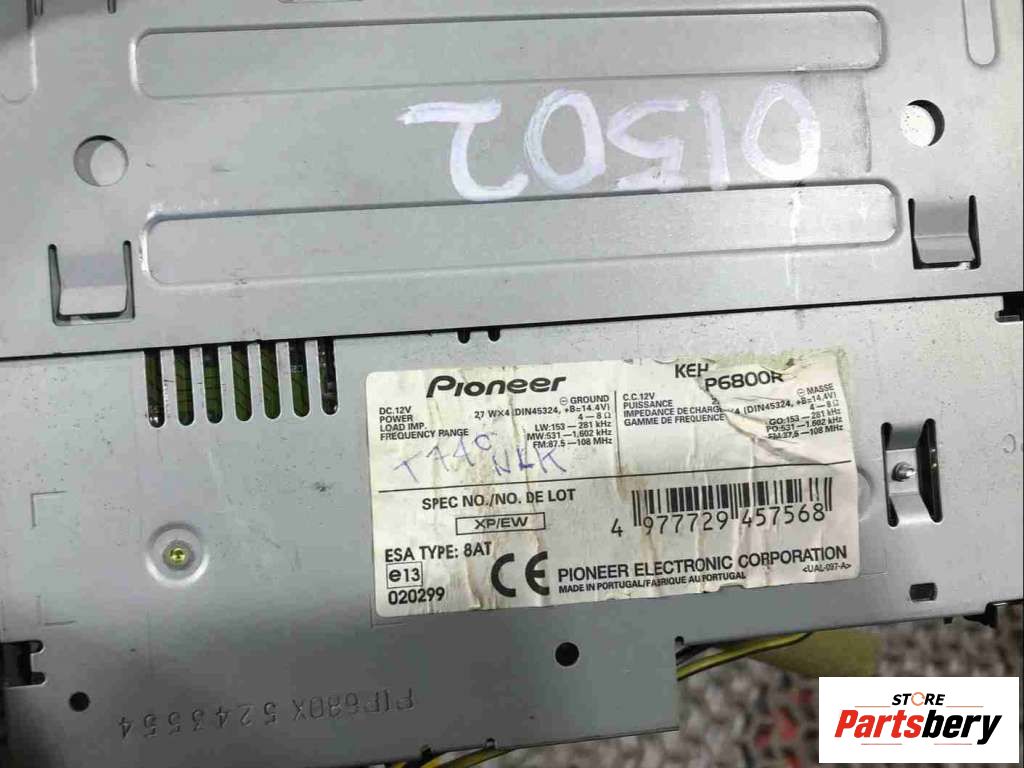 01502
Pioneer
DC.12V ⊖ GROUND
POWER 27 WX4 (DIN45324, +B=14.4V)
LOAD IMP. 4 – 8 Ω
FREQUENCY RANGE LW:153 – 281 kHz
MW:531 –1,602 kHz
FM:87.5 –108 MHz
KEH P6800R
C.C.12V ⊖ MASSE
PUISSANCE (DIN45324, +B=14.4V)
IMPEDANCE DE CHARGE 4 – 8 Ω
GAMME DE FREQUENCE GO:153 – 281 kHz
PO:531 –1,602 kHz
FM:87.5 –108 MHz
SPEC NO./NO. DE LOT
XP/EW
4 977729 457568
ESA TYPE: 8AT
e13
020299
CE
PIONEER ELECTRONIC CORPORATION
MADE IN PORTUGAL/FABRIQUE AU PORTUGAL <UAL-097-A>
P1P680X 5243554
STORE
Partsbery